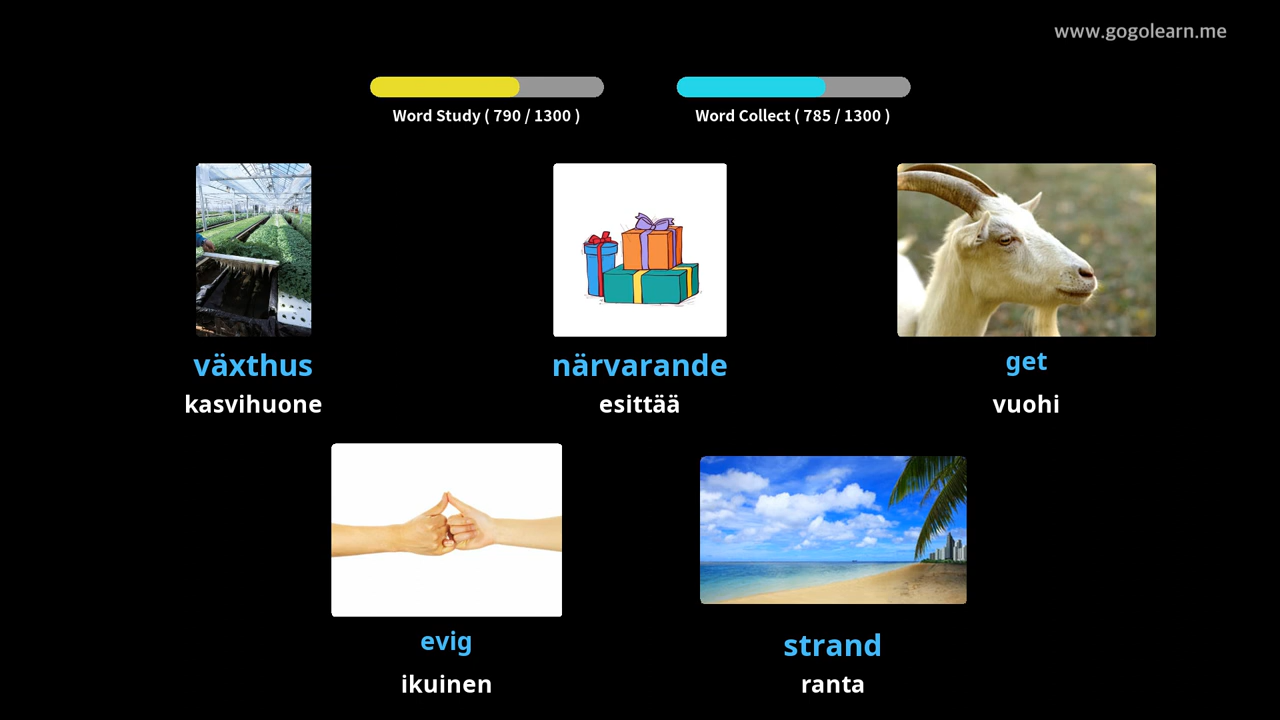 www.gogolearn.me
Word Study ( 790 / 1300 )
Word Collect ( 785 / 1300 )
växthus
kasvihuone
närvarande
esittää
get
vuohi
evig
ikuinen
strand
ranta